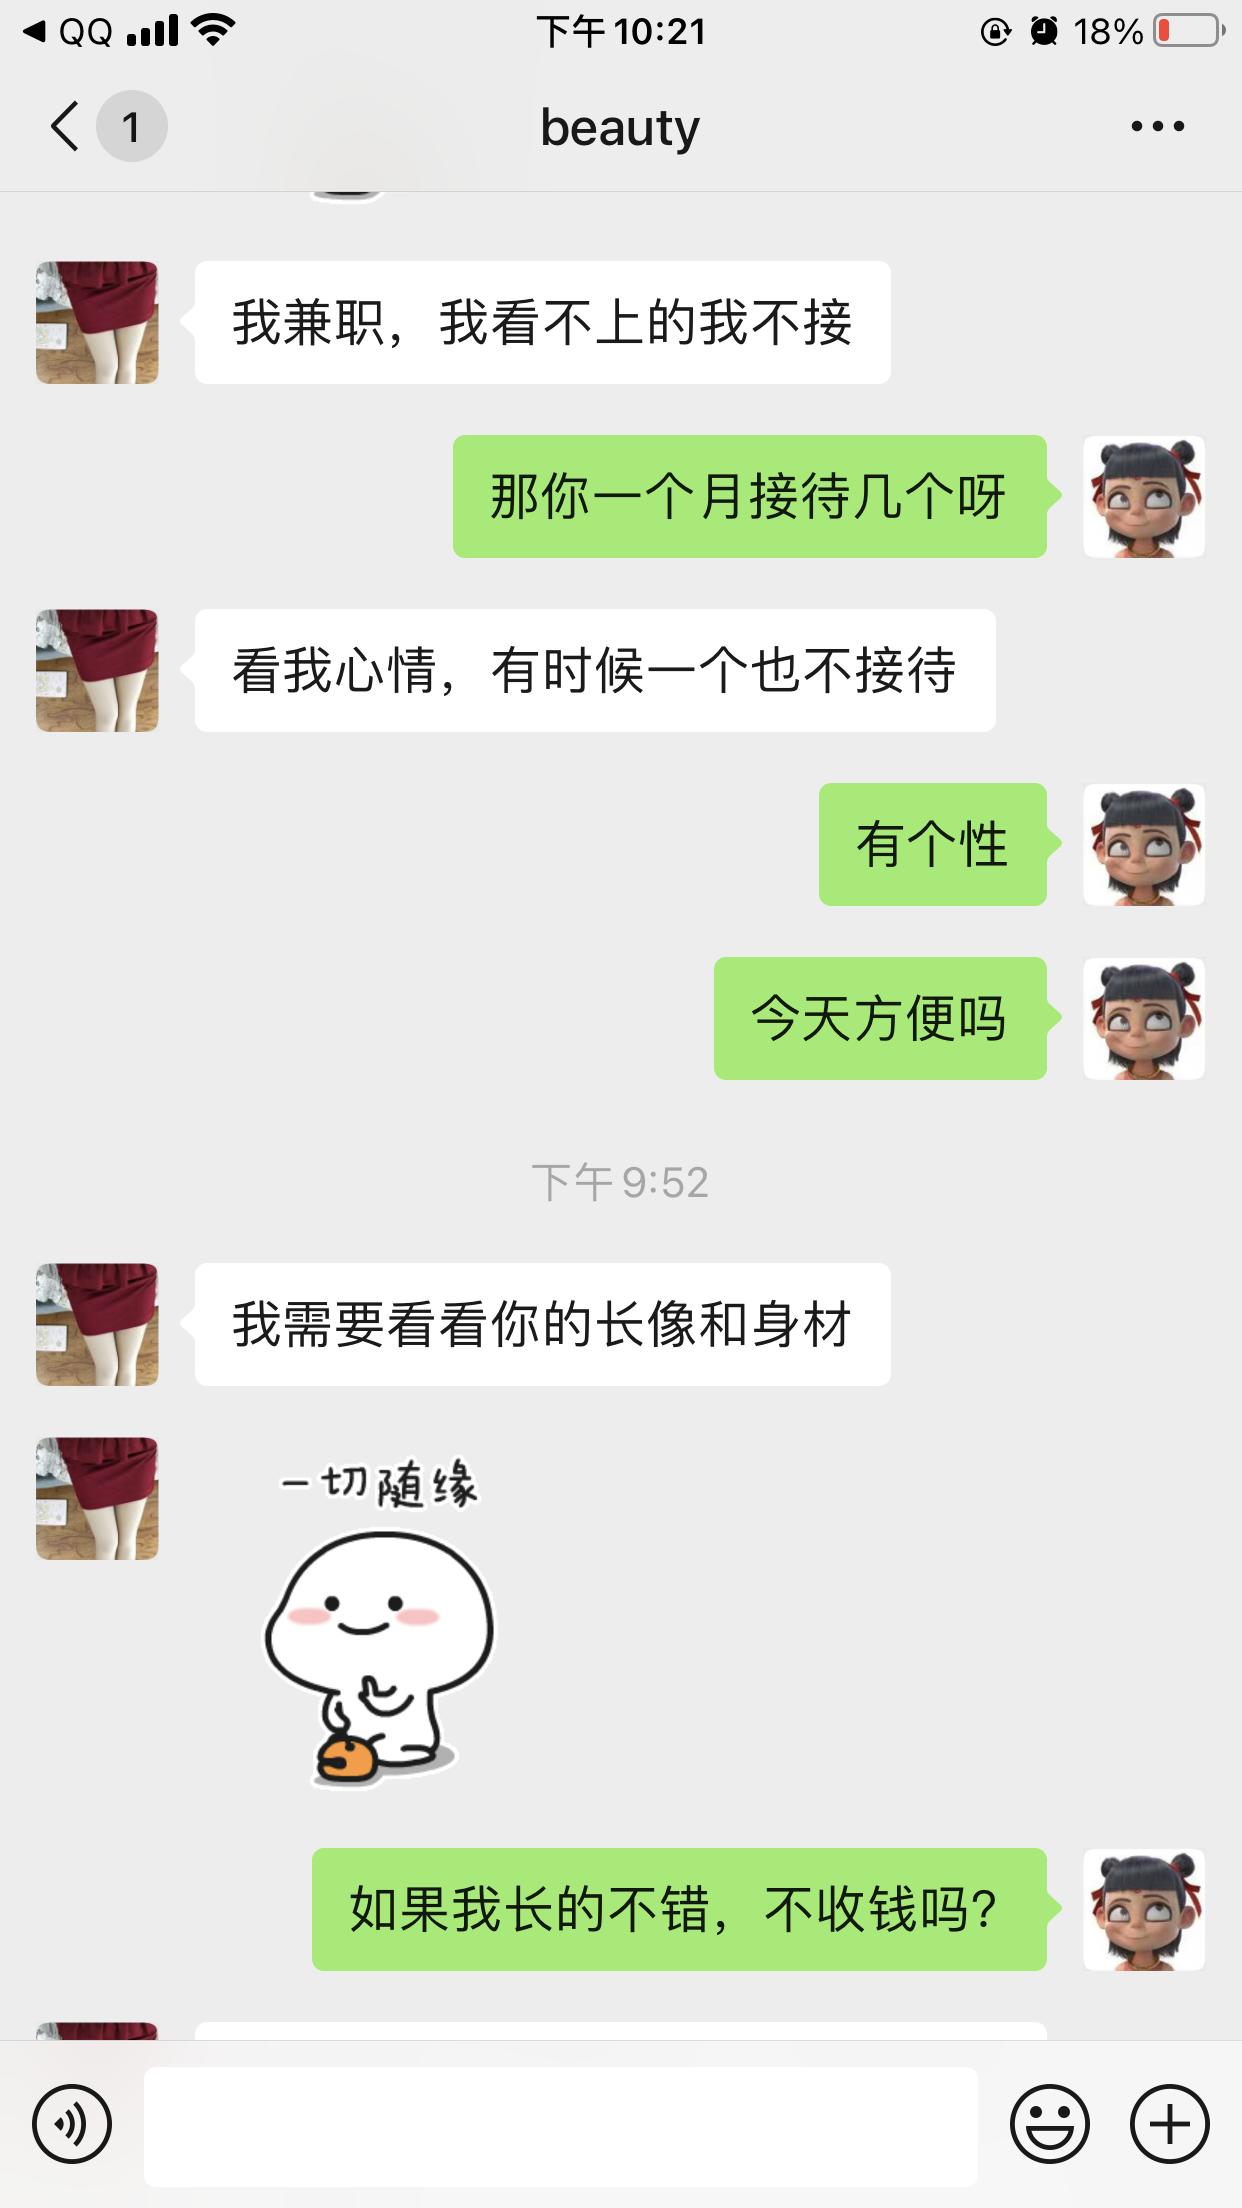 QQ
下午10:21
18%
1
beauty
我兼职，我看不上的我不接
那你一个月接待几个呀
看我心情，有时候一个也不接待
有个性
今天方便吗
下午9:52
我需要看看你的长像和身材
一切随缘
如果我长的不错，不收钱吗?